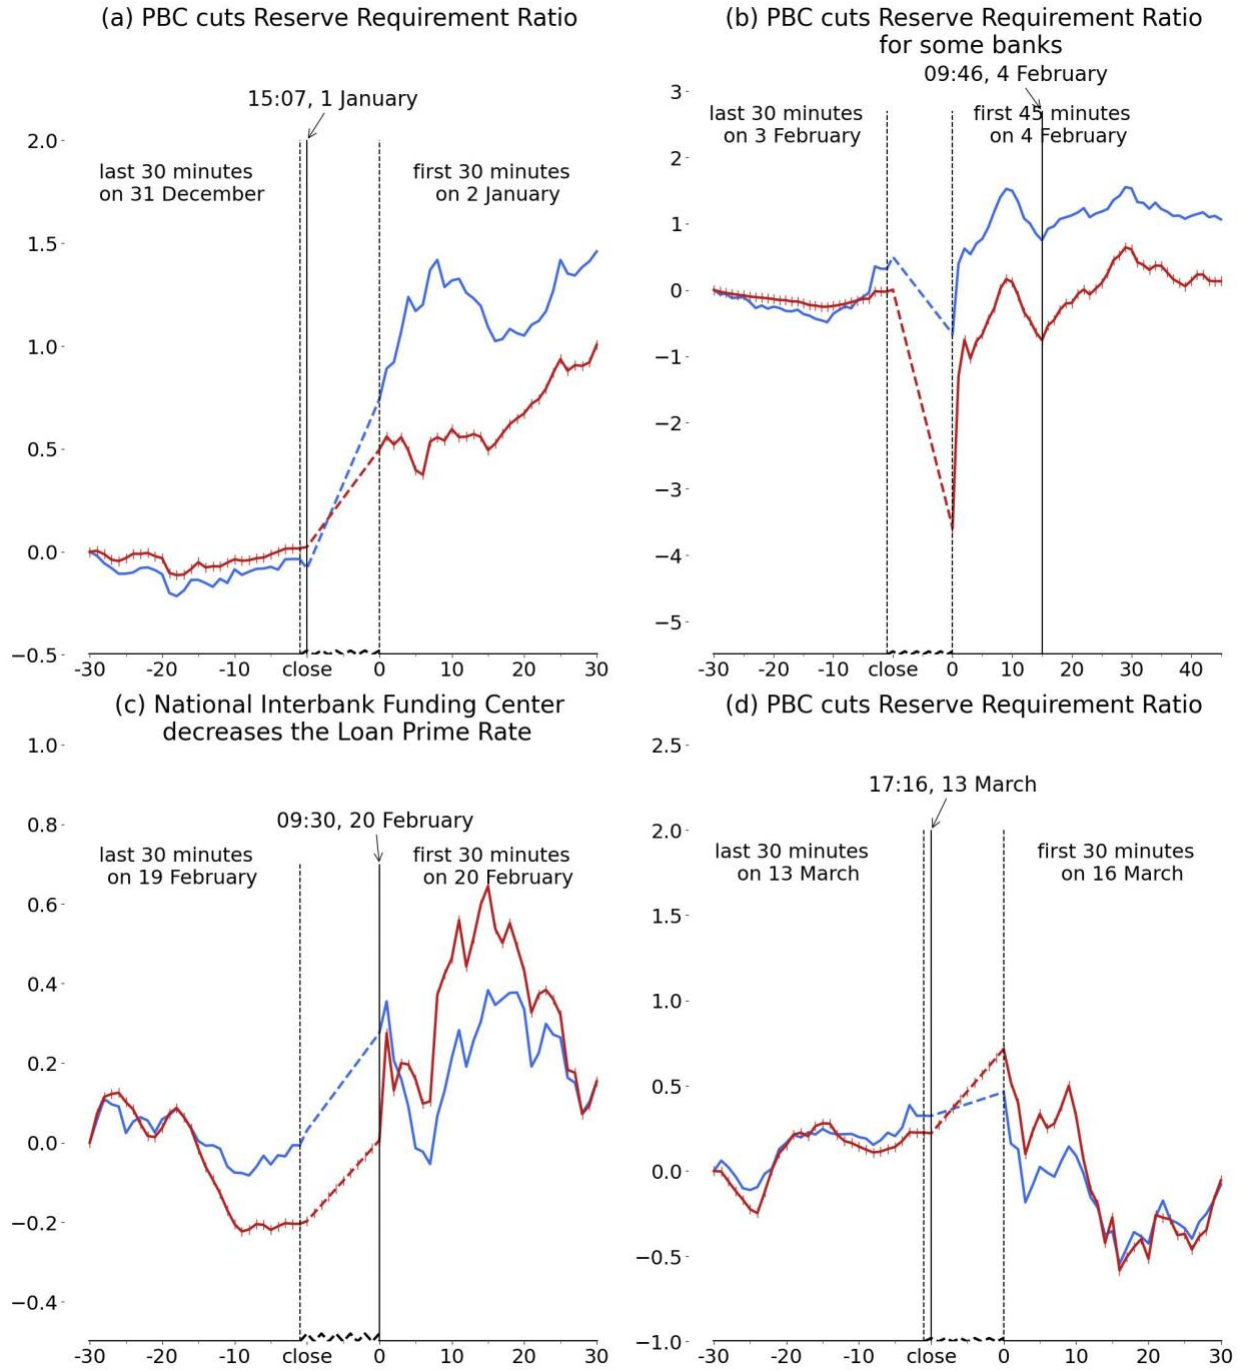 (a) PBC cuts Reserve Requirement Ratio
15:07, 1 January
last 30 minutes
on 31 December
first 30 minutes
on 2 January
2.0
1.5
1.0
0.5
0.0
−0.5
-30
-20
-10
close
0
10
20
30
(b) PBC cuts Reserve Requirement Ratio
for some banks
09:46, 4 February
last 30 minutes
on 3 February
first 45 minutes
on 4 February
3
2
1
0
−1
−2
−3
−4
−5
-30
-20
-10
close
0
10
20
30
40
(c) National Interbank Funding Center
decreases the Loan Prime Rate
09:30, 20 February
last 30 minutes
on 19 February
first 30 minutes
on 20 February
1.0
0.8
0.6
0.4
0.2
0.0
−0.2
−0.4
-30
-20
-10
close
0
10
20
30
(d) PBC cuts Reserve Requirement Ratio
17:16, 13 March
last 30 minutes
on 13 March
first 30 minutes
on 16 March
2.5
2.0
1.5
1.0
0.5
0.0
−0.5
−1.0
-30
-20
-10
close
0
10
20
30